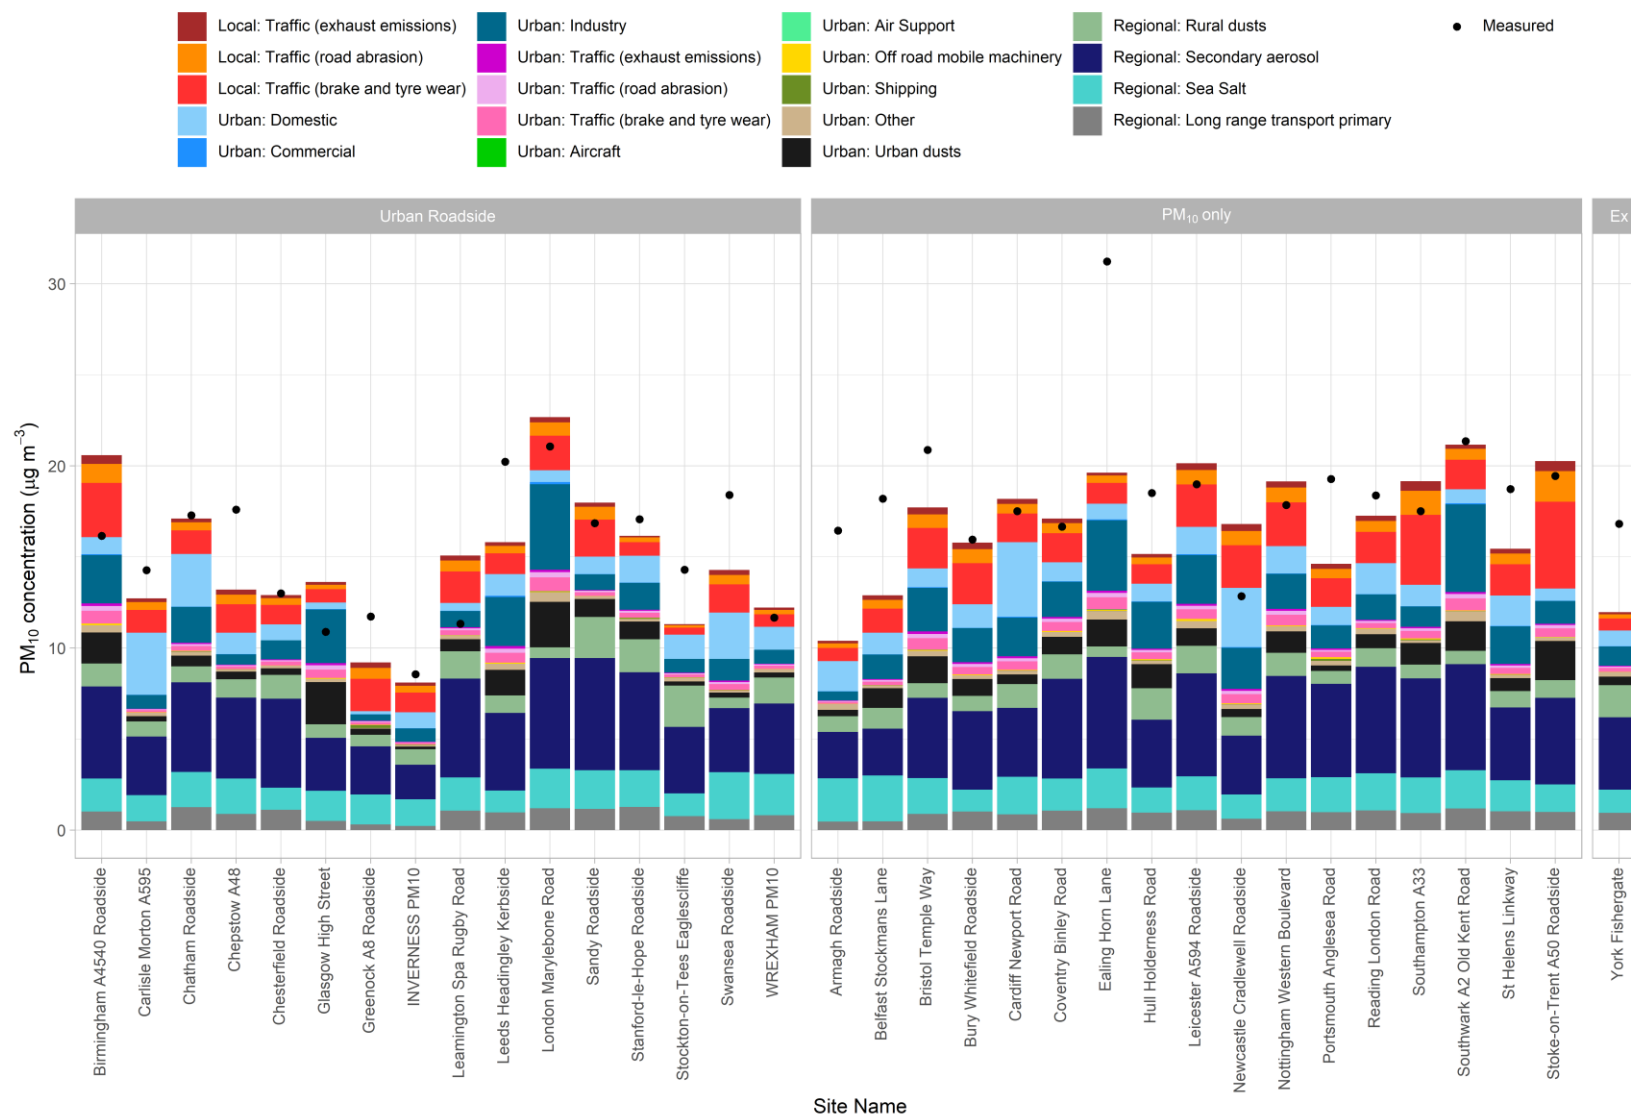 Local: Traffic (exhaust emissions)
Local: Traffic (road abrasion)
Local: Traffic (brake and tyre wear)
Urban: Domestic
Urban: Commercial
Urban: Industry
Urban: Traffic (exhaust emissions)
Urban: Traffic (road abrasion)
Urban: Traffic (brake and tyre wear)
Urban: Aircraft
Urban: Air Support
Urban: Off road mobile machinery
Urban: Shipping
Urban: Other
Urban: Urban dusts
Regional: Rural dusts
Regional: Secondary aerosol
Regional: Sea Salt
Regional: Long range transport primary
Measured
Urban Roadside
PM₁₀ only
Ex
PM₁₀ concentration (µg m⁻³)
30
20
10
0
Birmingham A4540 Roadside
Carlisle Morton A595
Chatham Roadside
Chepstow A48
Chesterfield Roadside
Glasgow High Street
Greenock A8 Roadside
INVERNESS PM10
Leamington Spa Rugby Road
Leeds Headingley Kerbside
London Marylebone Road
Sandy Roadside
Stanford-le-Hope Roadside
Stockton-on-Tees Eaglescliffe
Swansea Roadside
WREXHAM PM10
Armagh Roadside
Belfast Stockmans Lane
Bristol Temple Way
Bury Whitefield Roadside
Cardiff Newport Road
Coventry Binley Road
Ealing Horn Lane
Hull Holderness Road
Leicester A594 Roadside
Newcastle Cradlewell Roadside
Nottingham Western Boulevard
Portsmouth Anglesea Road
Reading London Road
Southampton A33
Southwark A2 Old Kent Road
St Helens Linkway
Stoke-on-Trent A50 Roadside
York Fishergate
Site Name